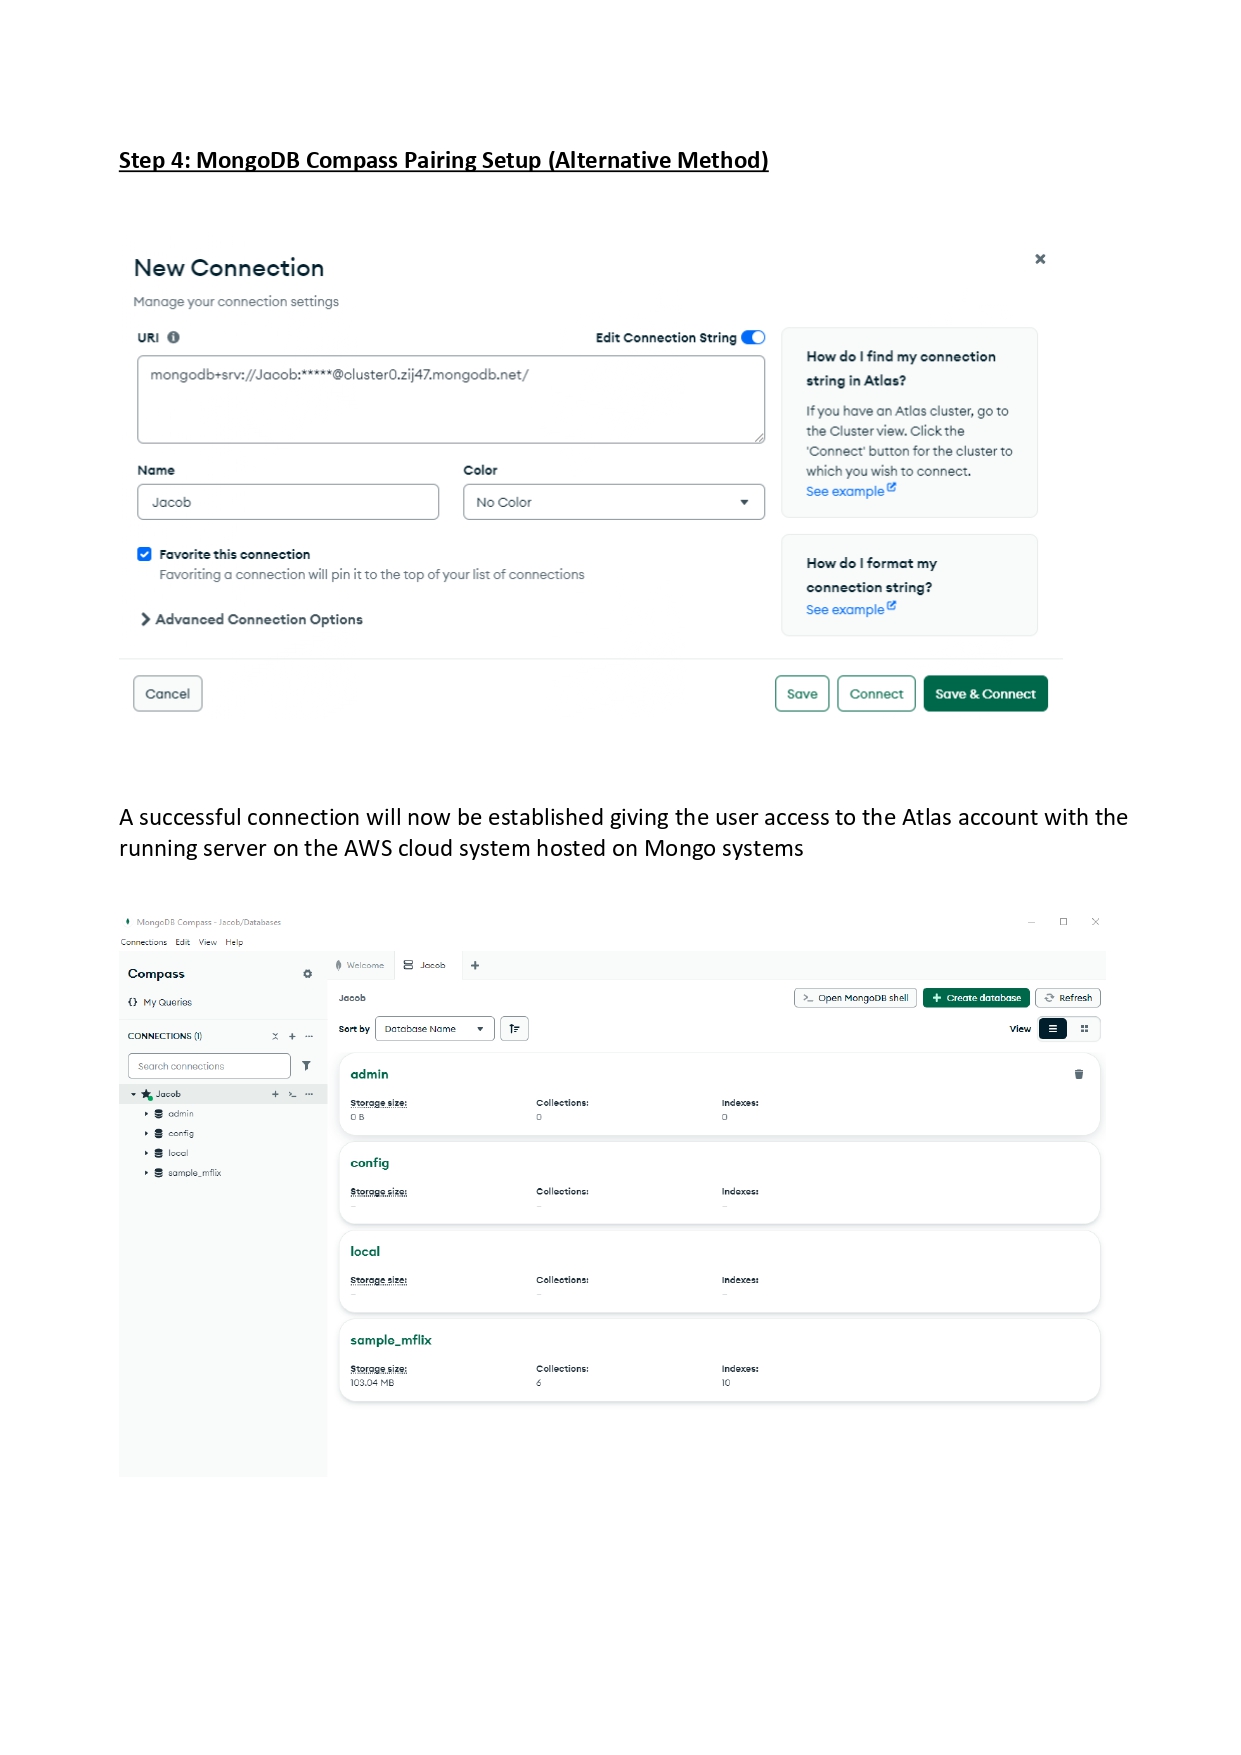 Step 4: MongoDB Compass Pairing Setup (Alternative Method)
New Connection
Manage your connection settings
URI
Edit Connection String
mongodb+srv://Jacob:*****@cluster0.zij47.mongodb.net/
Name
Color
Jacob
No Color
Favorite this connection
Favoriting a connection will pin it to the top of your list of connections
Advanced Connection Options
How do I find my connection
string in Atlas?
If you have an Atlas cluster, go to
the Cluster view. Click the
'Connect' button for the cluster to
which you wish to connect.
See example
How do I format my
connection string?
See example
Cancel
Save
Connect
Save & Connect
A successful connection will now be established giving the user access to the Atlas account with the
running server on the AWS cloud system hosted on Mongo systems
MongoDB Compass - Jacob/Databases
Connections Edit View Help
Compass
{} My Queries
CONNECTIONS (1)
Search connections
Jacob
admin
config
local
sample_mflix
Welcome
Jacob
Jacob
>_ Open MongoDB shell
+ Create database
Refresh
Sort by
Database Name
View
admin
Storage size: Collections: Indexes:
0 B 0 0
config
Storage size: Collections: Indexes:
- - -
local
Storage size: Collections: Indexes:
- - -
sample_mflix
Storage size: Collections: Indexes:
103.04 MB 6 10